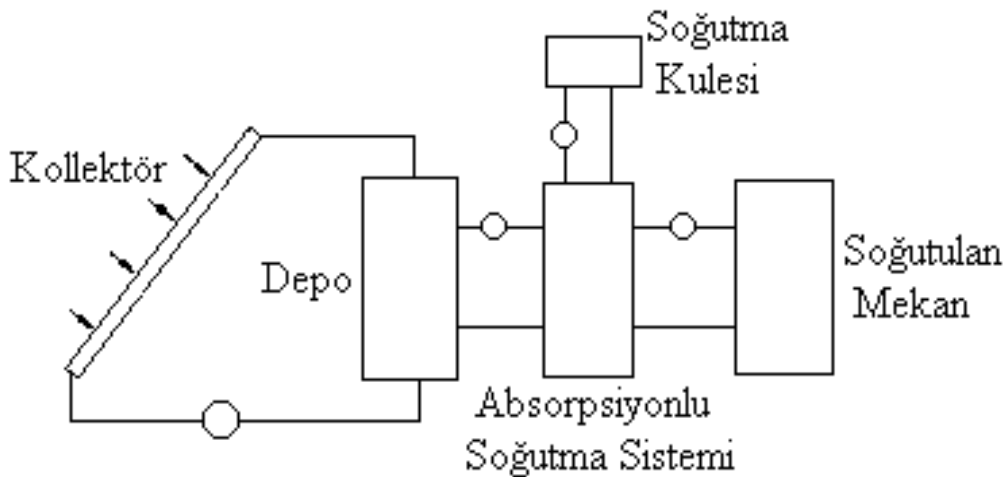 Soğutma
Kulesi
Kollektör
Depo
Soğutulan
Mekan
Absorpsiyonlu
Soğutma Sistemi